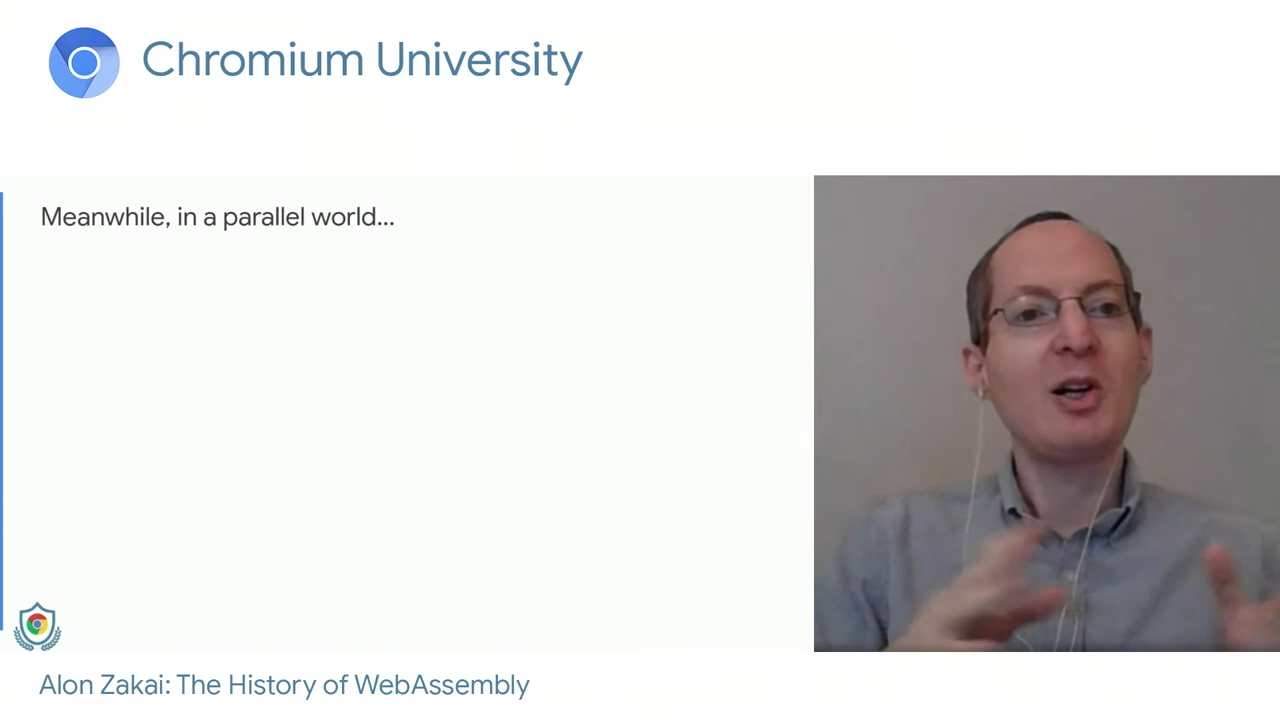 Chromium University
Meanwhile, in a parallel world...
Alon Zakai: The History of WebAssembly